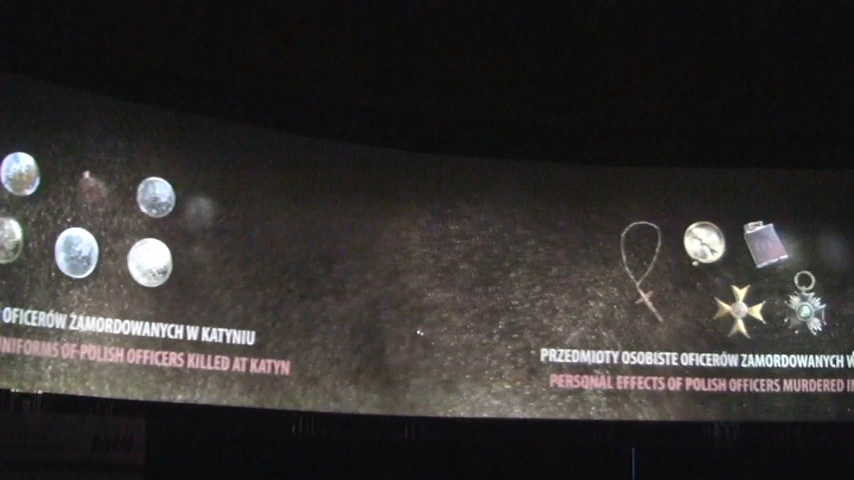 OFICERÓW ZAMORDOWANYCH W KATYNIU
UNIFORMS OF POLISH OFFICERS KILLED AT KATYN
PRZEDMIOTY OSOBISTE OFICERÓW ZAMORDOWANYCH W
PERSONAL EFFECTS OF POLISH OFFICERS MURDERED